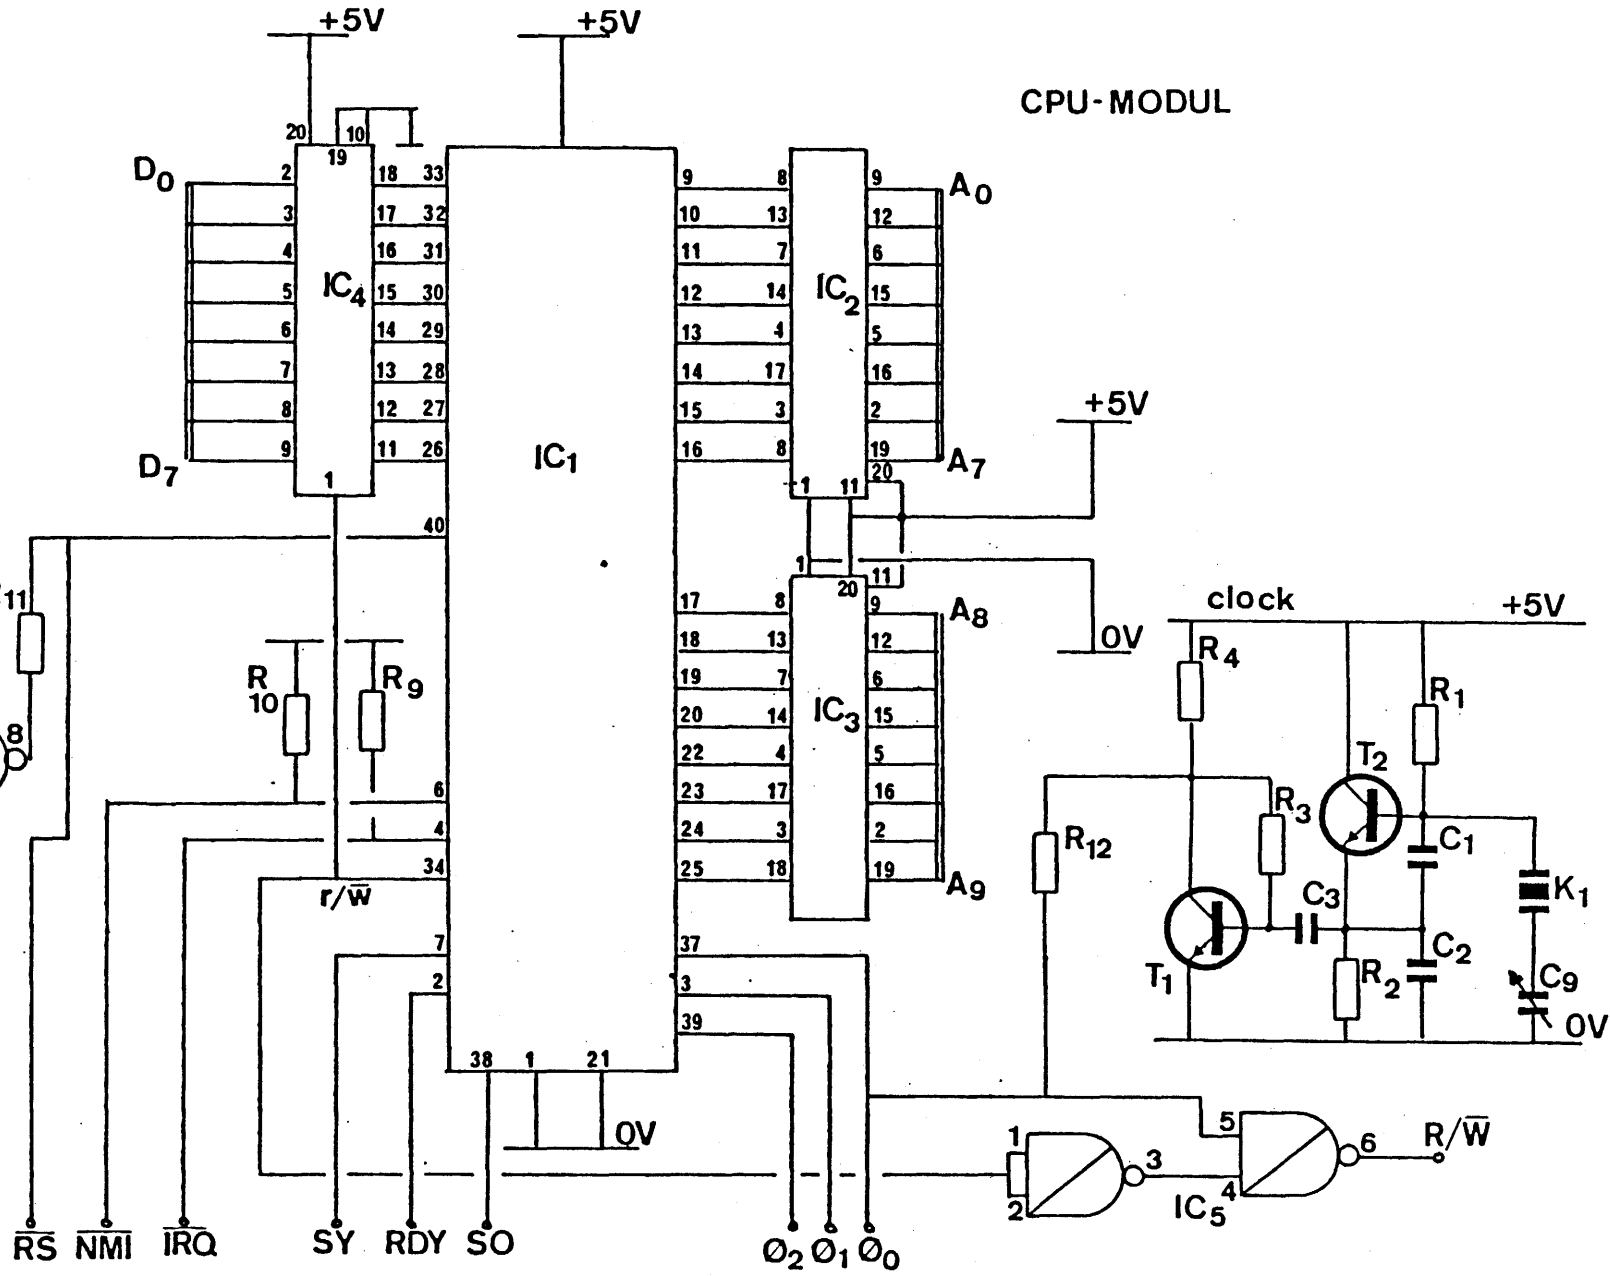 +5V
+5V
CPU-MODUL
20
19
10
D0
2 18 33
3 17 32
4 16 31
5 15 30
6 14 29
7 13 28
8 12 27
9 11 26
D7
IC4
1
IC1
9 8 9
10 13 12
11 7 6
12 14 15
13 4 5
14 17 16
15 3 2
16 8 19
A0
IC2
A7
20
1 11
+5V
40
1
20
11
0V
17 8 9
18 13 12
19 7 6
20 14 15
22 4 5
23 17 16
24 3 2
25 18 19
A8
IC3
A9
11
8
R10
R9
6
4
34
r/W̅
7
2
37
3
39
38 1 21
0V
clock
+5V
R4
R1
T2
R3
C1
R12
K1
C3
T1
R2
C2
C9
0V
1
2
3
IC5
5
4
6
R/W̅
R̅S̅
N̅M̅I̅
I̅R̅Q̅
SY
RDY
SO
Ø2
Ø1
Ø0